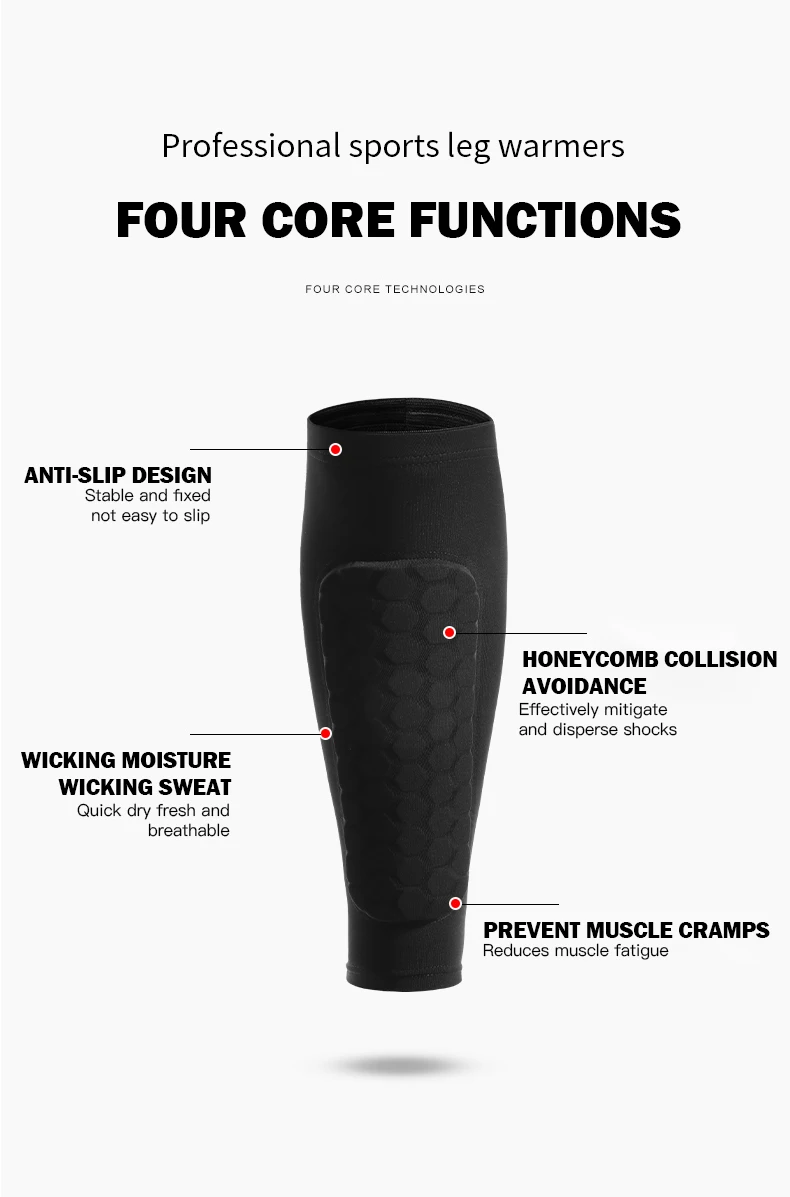 Professional sports leg warmers
FOUR CORE FUNCTIONS
FOUR CORE TECHNOLOGIES
ANTI-SLIP DESIGN
Stable and fixed
not easy to slip
HONEYCOMB COLLISION
AVOIDANCE
Effectively mitigate
and disperse shocks
WICKING MOISTURE
WICKING SWEAT
Quick dry fresh and
breathable
PREVENT MUSCLE CRAMPS
Reduces muscle fatigue